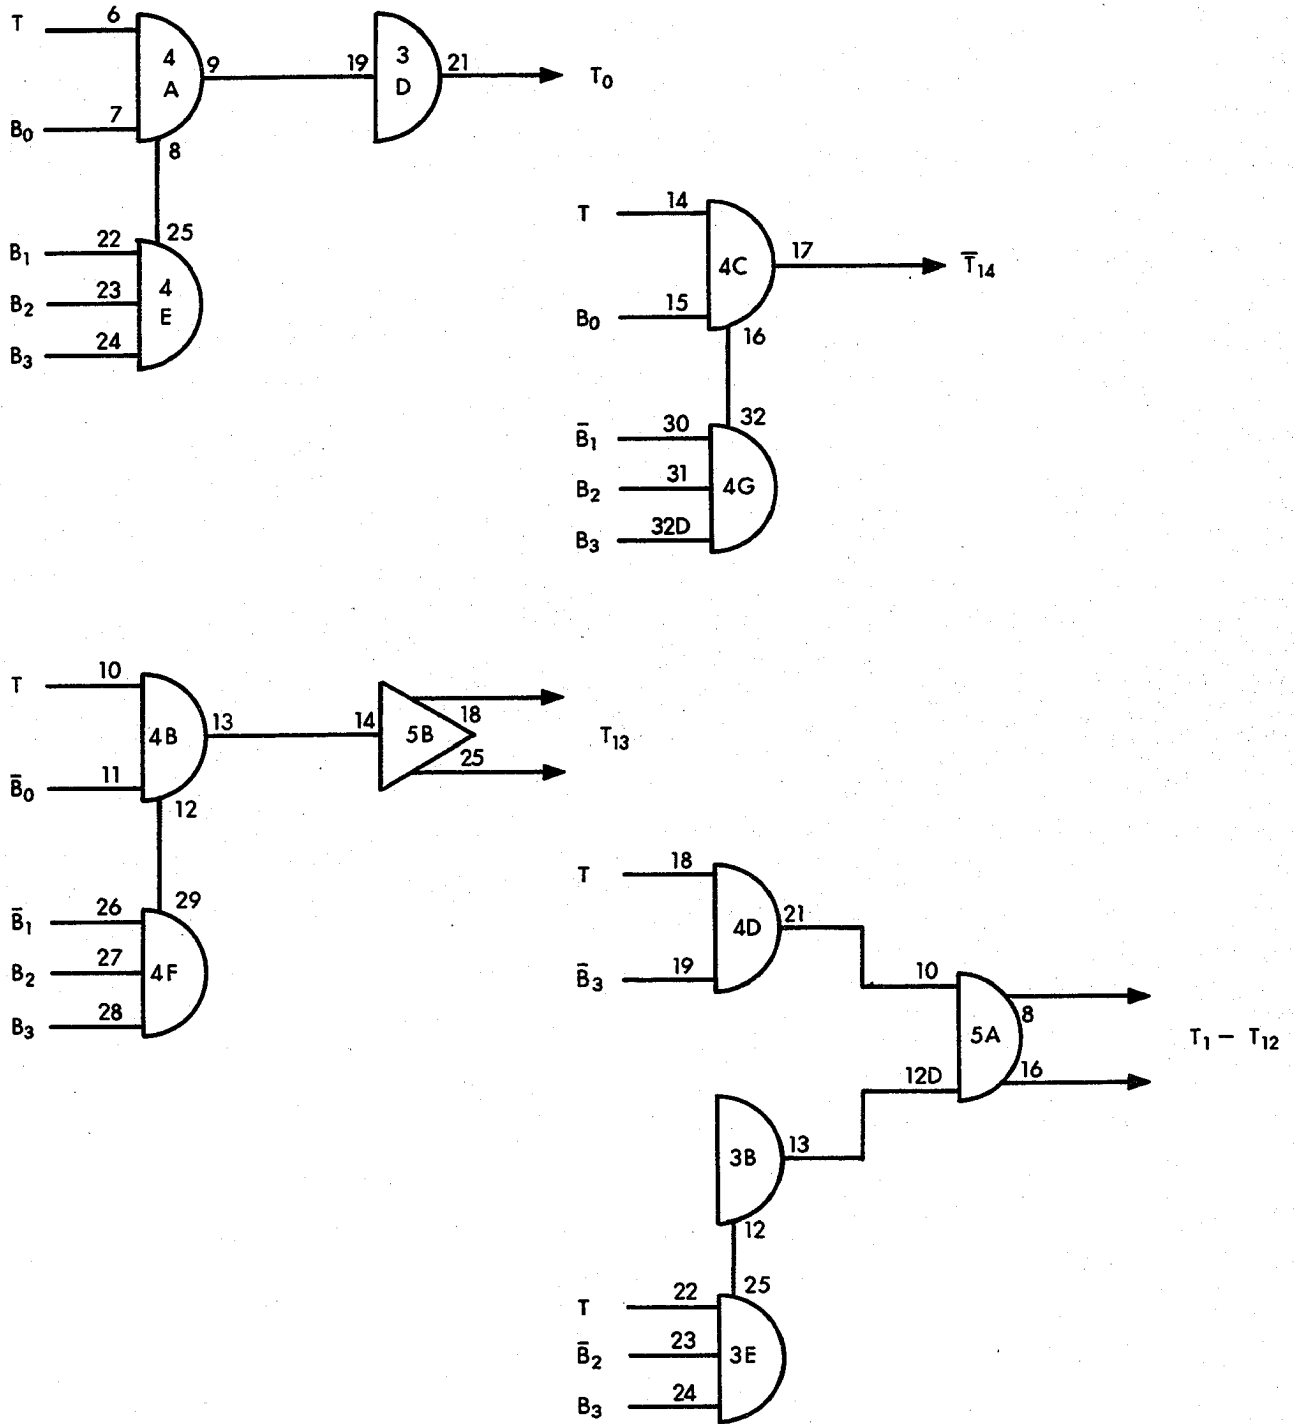 T 6
4
A
9
19
3
D
21
T₀
B₀ 7
8
25
B₁ 22
B₂ 23
4
E
B₃ 24
T 14
4C
17
T̄₁₄
B₀ 15
16
32
B̄₁ 30
B₂ 31
4G
B₃ 32D
T 10
4B
13
14
5B
18
25
T₁₃
B̄₀ 11
12
29
B̄₁ 26
B₂ 27
4F
B₃ 28
T 18
4D
21
B̄₃ 19
10
5A
8
16
12D
T₁ – T₁₂
3B
13
12
25
T 22
B̄₂ 23
3E
B₃ 24